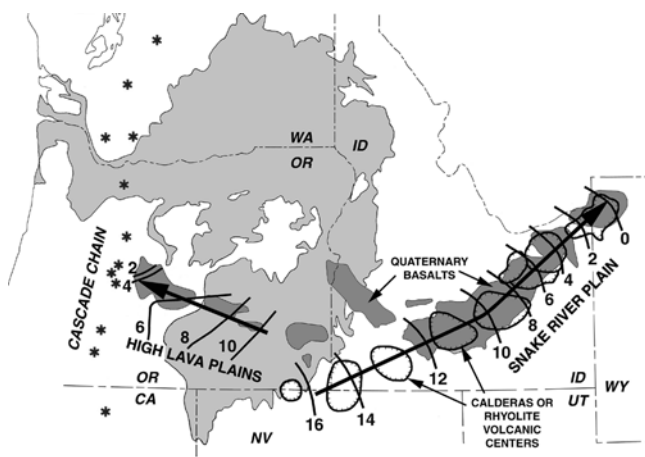 WA
ID
OR
0
2
4
6
8
10
12
14
16
QUATERNARY
BASALTS
SNAKE RIVER PLAIN
CASCADE CHAIN
2
4
6
8
10
HIGH LAVA PLAINS
OR
CA
NV
ID
UT
WY
CALDERAS OR
RHYOLITE
VOLCANIC
CENTERS